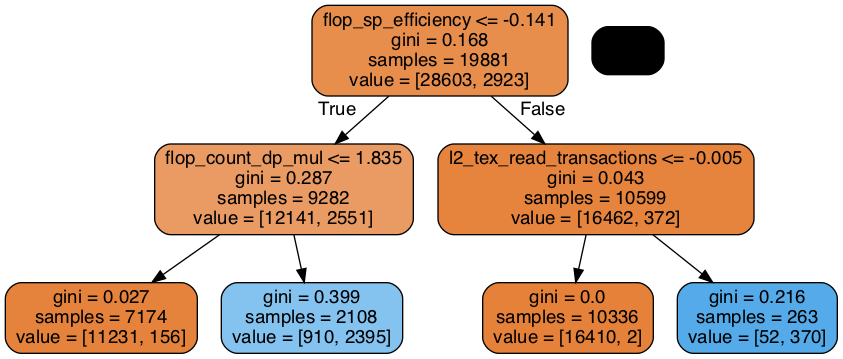 flop_sp_efficiency <= -0.141
gini = 0.168
samples = 19881
value = [28603, 2923]
True
False
flop_count_dp_mul <= 1.835
gini = 0.287
samples = 9282
value = [12141, 2551]
l2_tex_read_transactions <= -0.005
gini = 0.043
samples = 10599
value = [16462, 372]
gini = 0.027
samples = 7174
value = [11231, 156]
gini = 0.399
samples = 2108
value = [910, 2395]
gini = 0.0
samples = 10336
value = [16410, 2]
gini = 0.216
samples = 263
value = [52, 370]